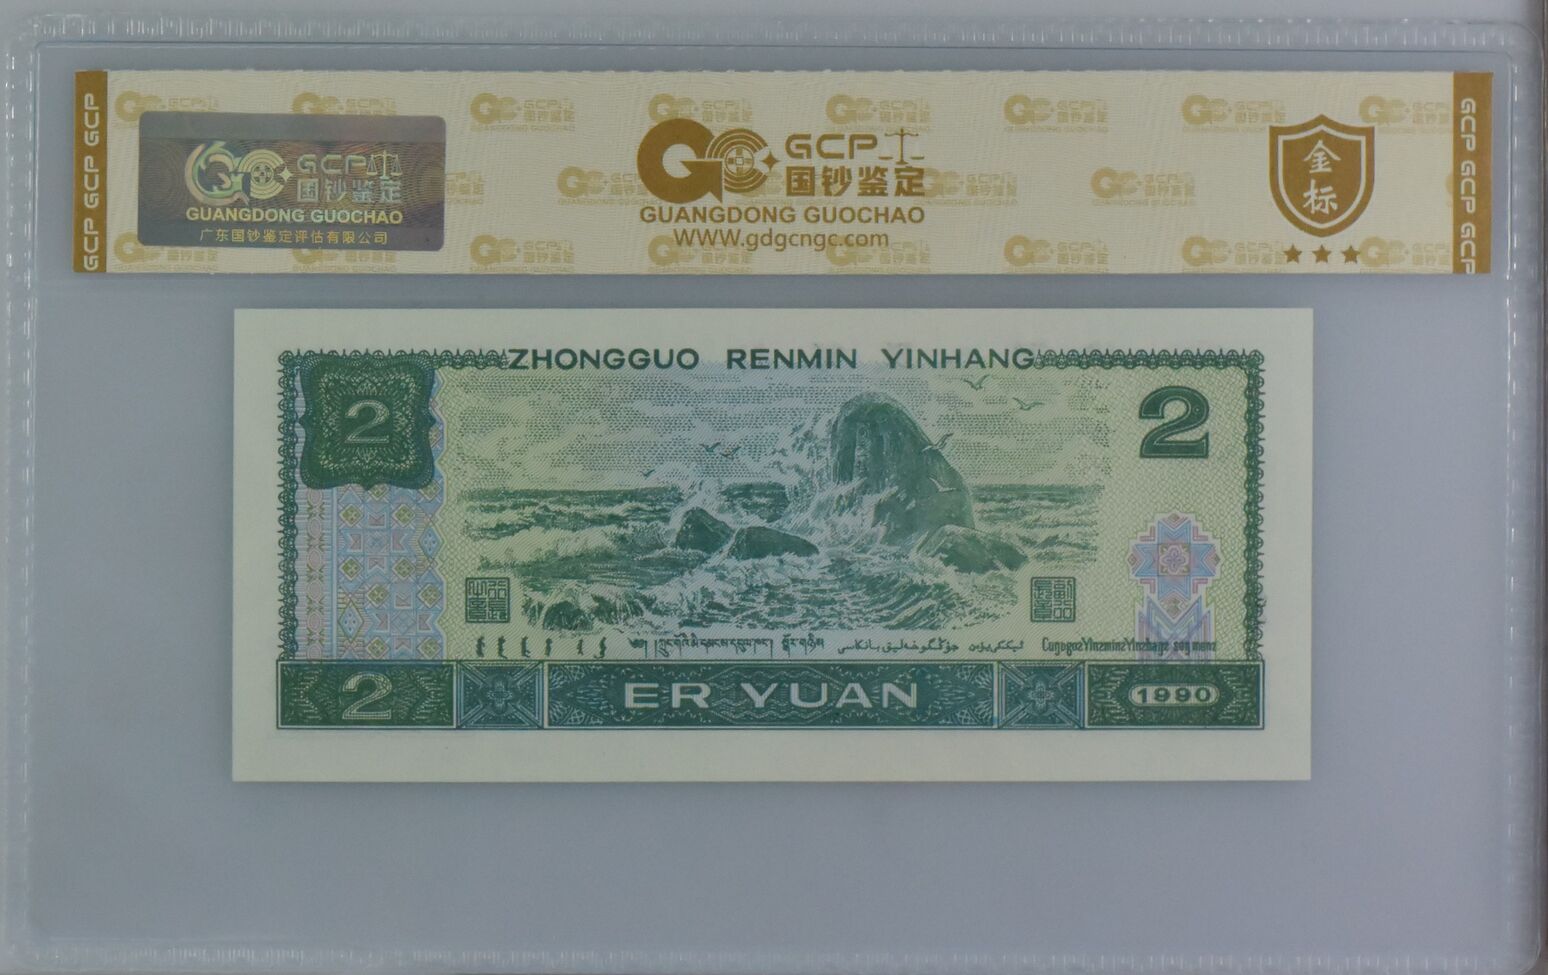 GCP GCP GCP
GCP
国钞鉴定
GUANGDONG GUOCHAO
广东国钞鉴定评估有限公司
GCP
国钞鉴定
GUANGDONG GUOCHAO
WWW.gdgcngc.com
金
标
GCP GCP GCP
ZHONGGUO RENMIN YINHANG
2
2
2
ER YUAN
1990